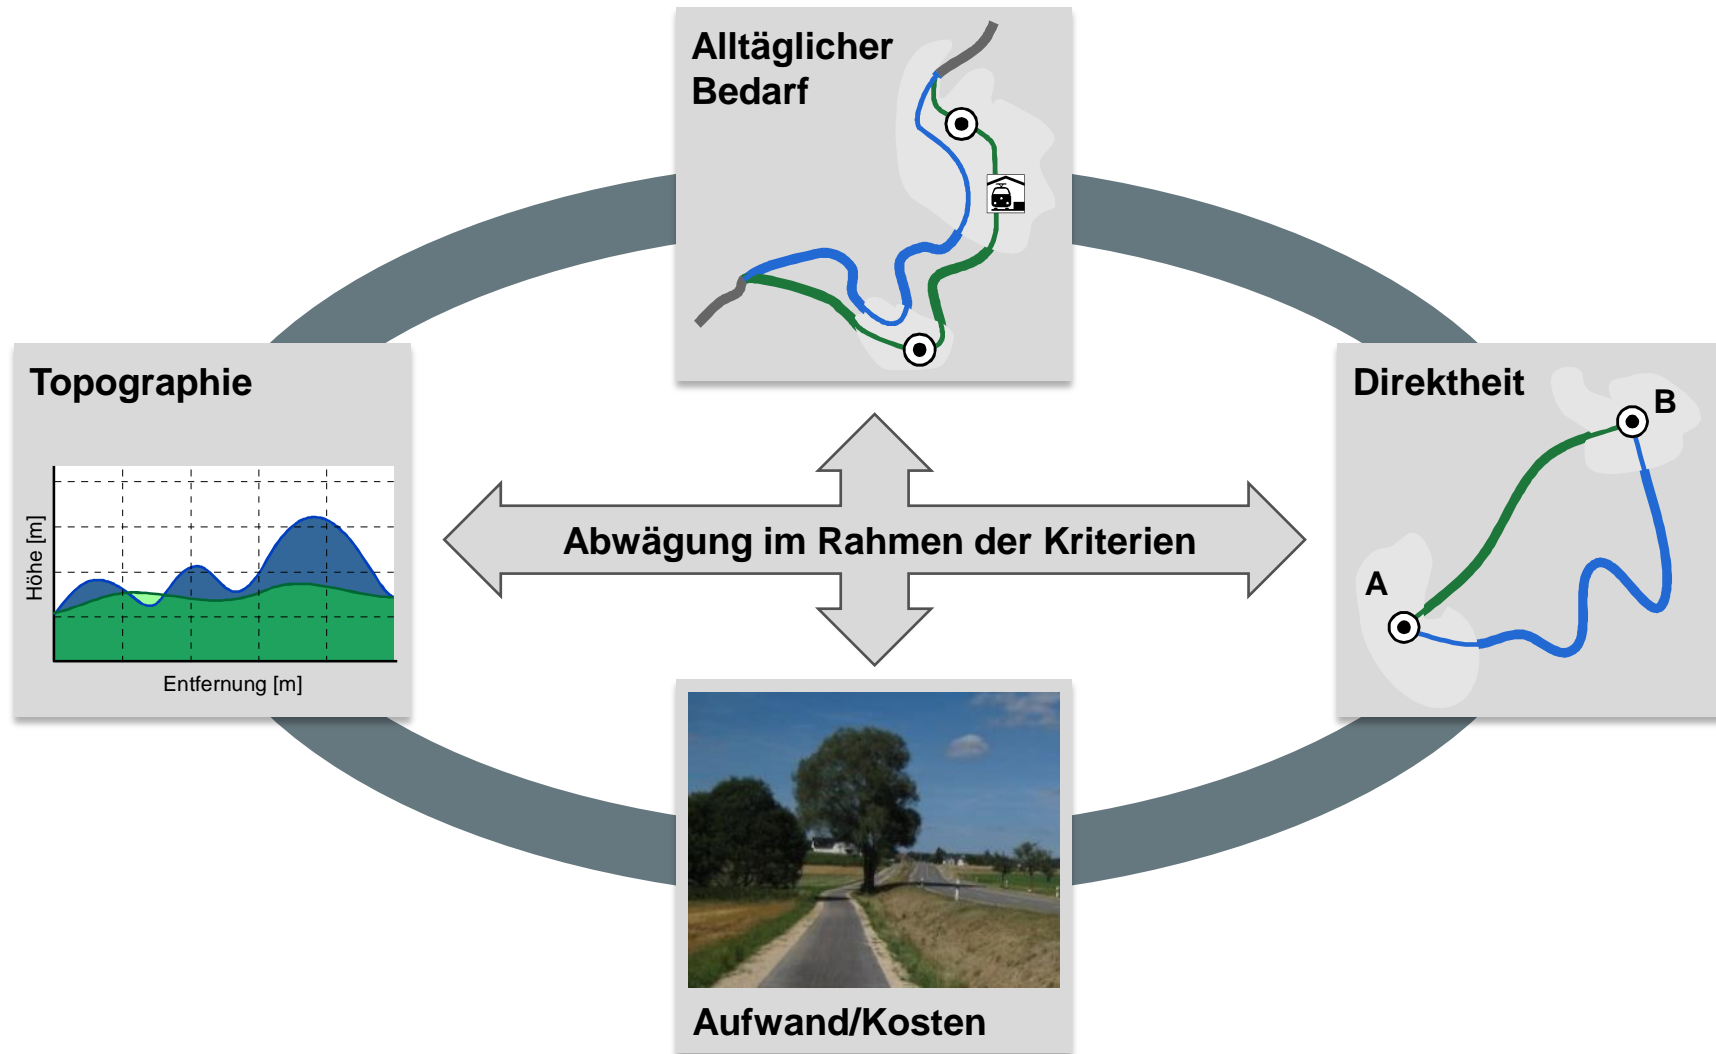 Alltäglicher
Bedarf
Topographie
Höhe [m]
Entfernung [m]
Abwägung im Rahmen der Kriterien
Direktheit
B
A
Aufwand/Kosten